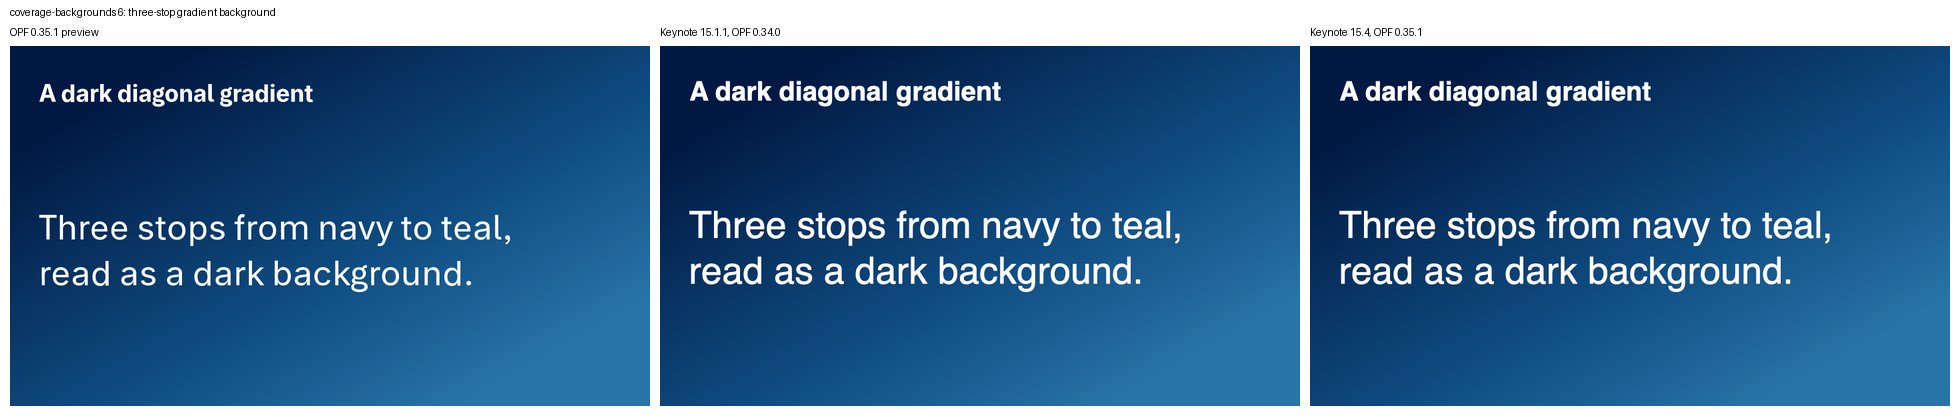 coverage-backgrounds 6: three-stop gradient background
OPF 0.35.1 preview
A dark diagonal gradient
Three stops from navy to teal,
read as a dark background.
Keynote 15.1.1, OPF 0.34.0
A dark diagonal gradient
Three stops from navy to teal,
read as a dark background.
Keynote 15.4, OPF 0.35.1
A dark diagonal gradient
Three stops from navy to teal,
read as a dark background.